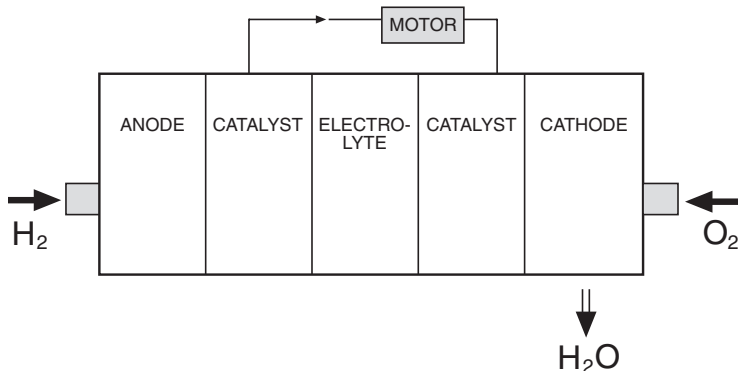 MOTOR
ANODE
CATALYST
ELECTRO-
LYTE
CATALYST
CATHODE
H₂
O₂
H₂O